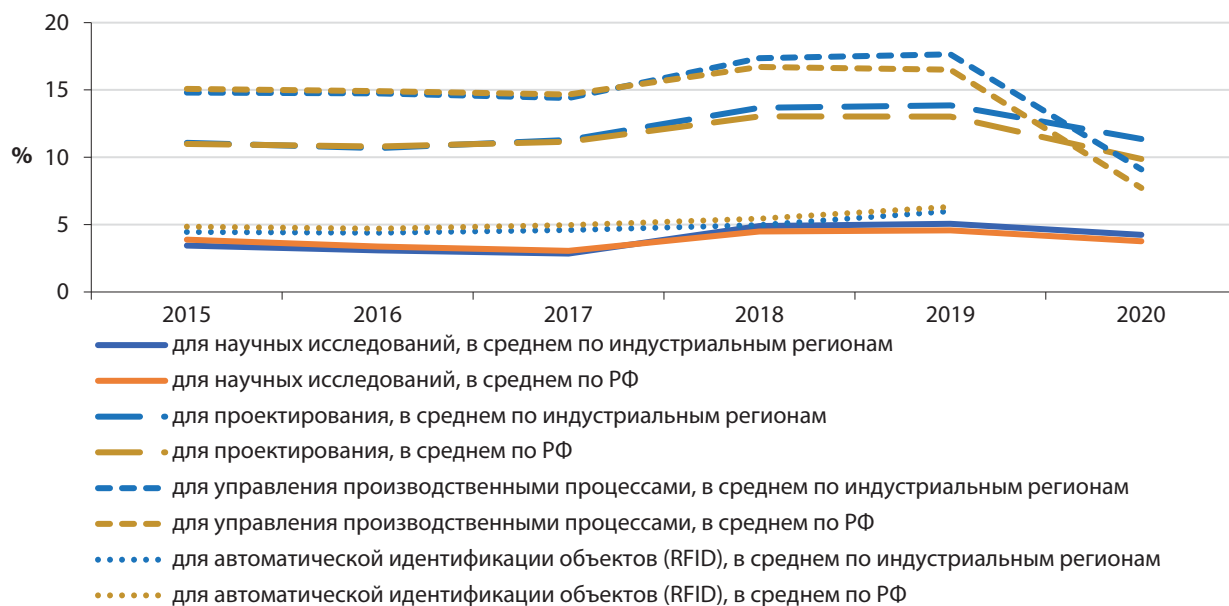 20
15
%
10
5
0
2015 2016 2017 2018 2019 2020
для научных исследований, в среднем по индустриальным регионам
для научных исследований, в среднем по РФ
для проектирования, в среднем по индустриальным регионам
для проектирования, в среднем по РФ
для управления производственными процессами, в среднем по индустриальным регионам
для управления производственными процессами, в среднем по РФ
для автоматической идентификации объектов (RFID), в среднем по индустриальным регионам
для автоматической идентификации объектов (RFID), в среднем по РФ